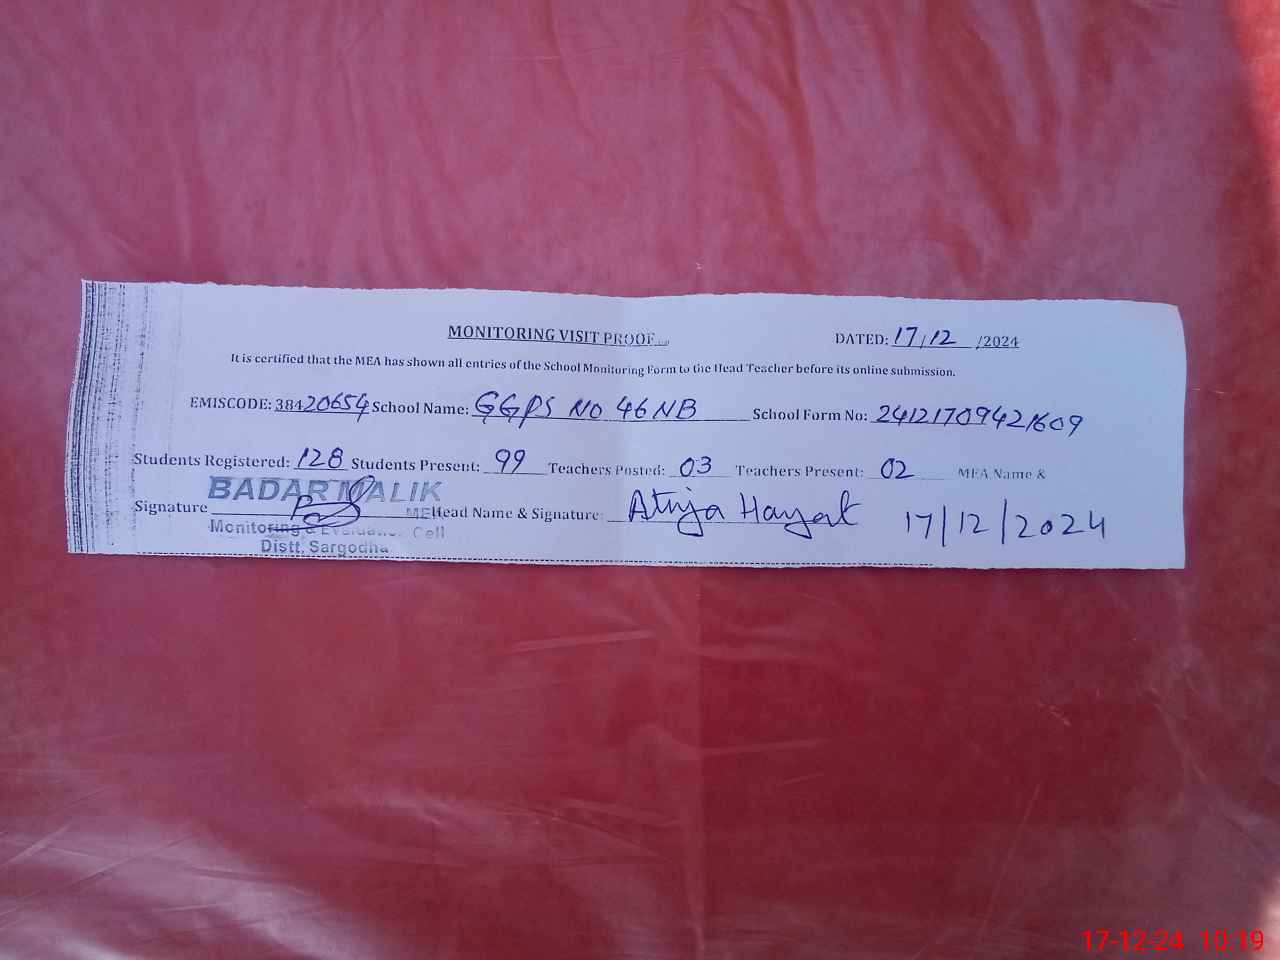 MONITORING VISIT PROOF
DATED: 17/12 /2024
It is certified that the MEA has shown all entries of the School Monitoring Form to the Head Teacher before its online submission.
EMISCODE: 38420654 School Name: GGPS NO 46 NB School Form No: 24121709421609
Students Registered: 128 Students Present: 99 Teachers Posted: 03 Teachers Present: 02 MEA Name &
BADAR MALIK
Signature Head Name & Signature: Atiya Hayat 17/12/2024
Monitoring & Evaluation Cell
Distt, Sargodha
17-12-24 10:19